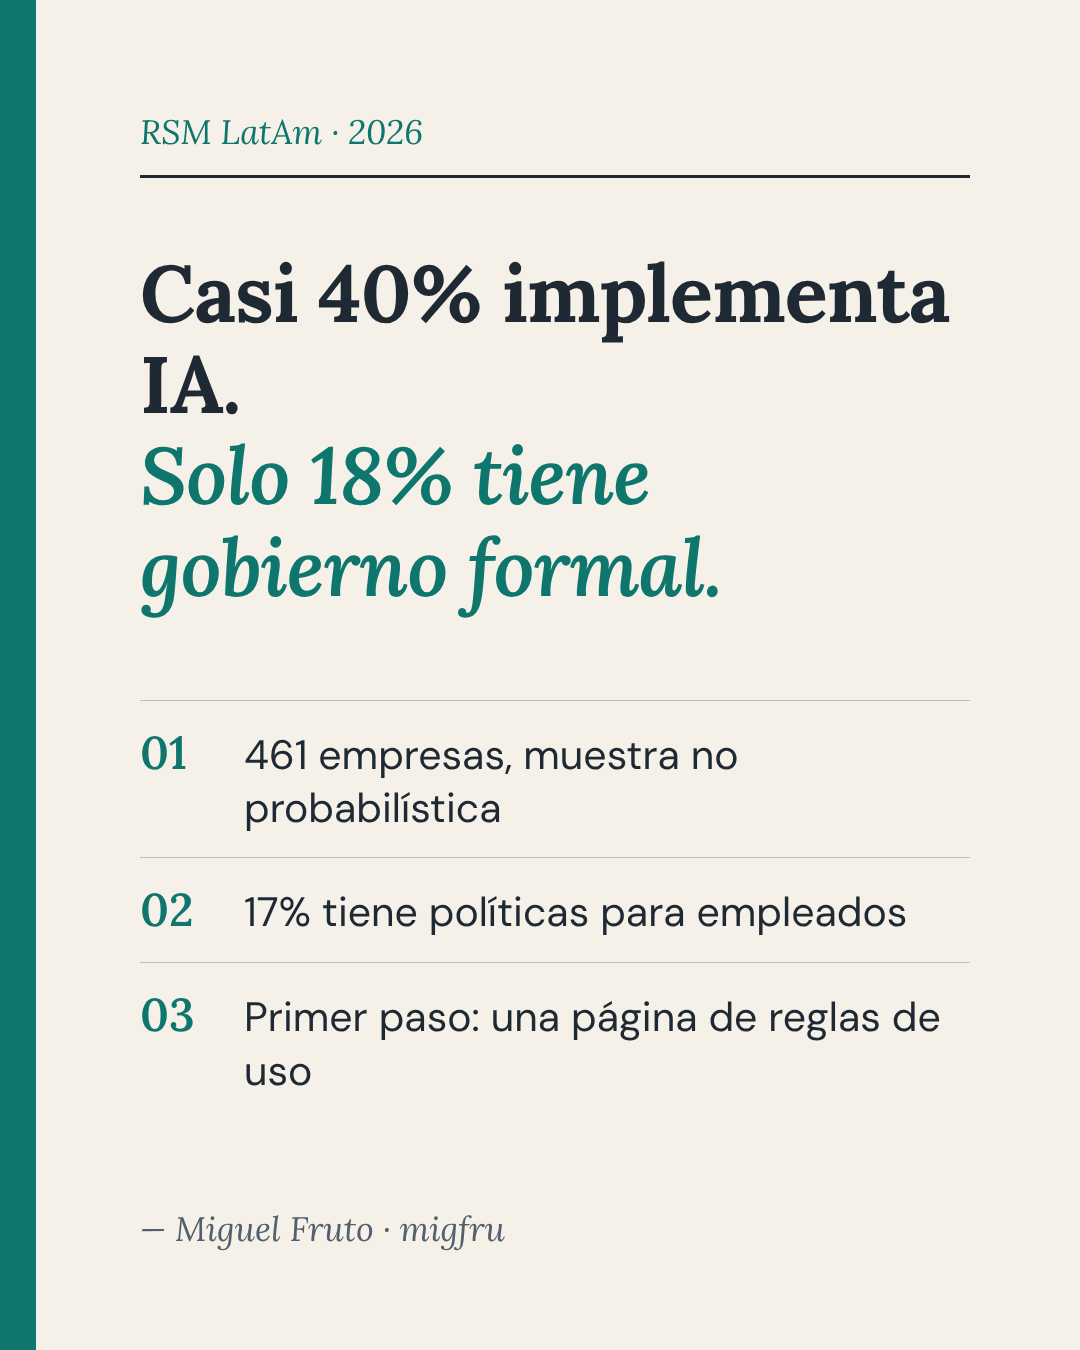 RSM LatAm · 2026
Casi 40% implementa
IA.
Solo 18% tiene
gobierno formal.
01 461 empresas, muestra no
probabilística
02 17% tiene políticas para empleados
03 Primer paso: una página de reglas de
uso
— Miguel Fruto · migfru